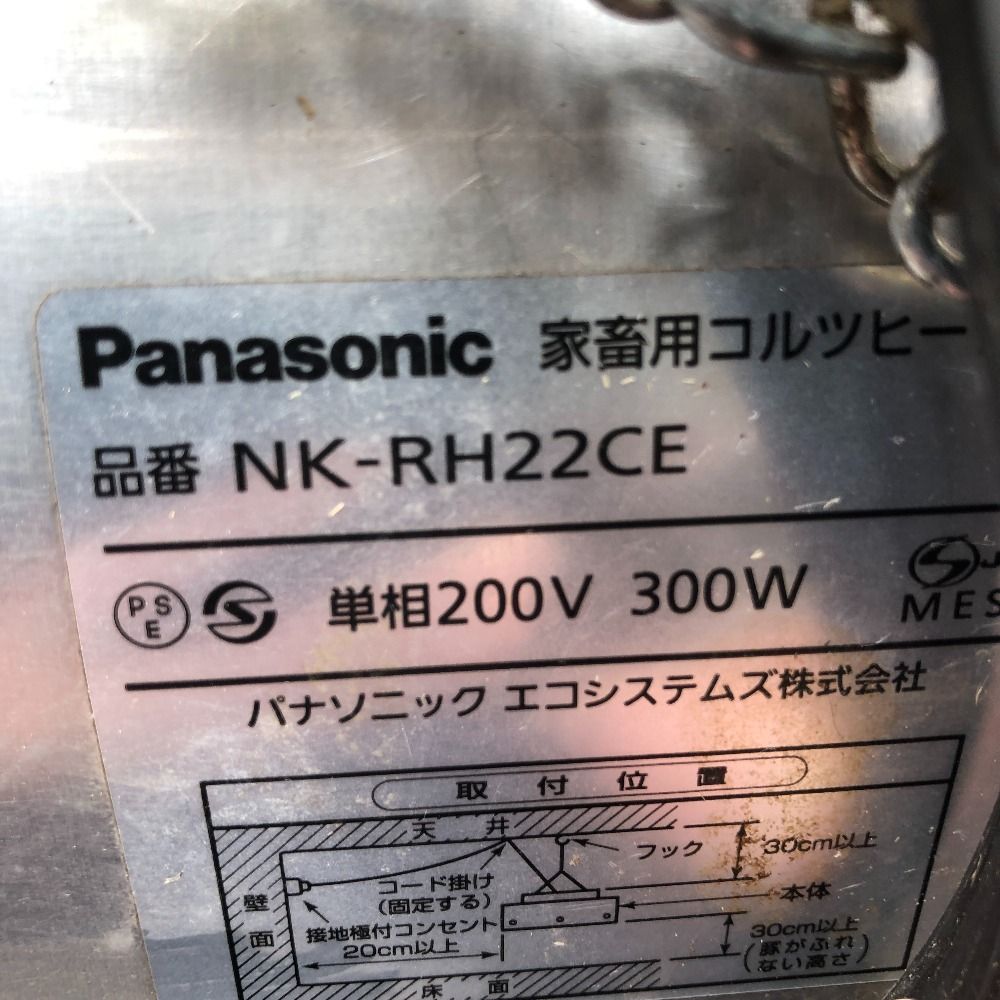 Panasonic 家畜用コルツヒー
品番 NK-RH22CE
PS
E
単相200V 300W
MES
パナソニック エコシステムズ株式会社
取付位置
天井
フック
30cm以上
コード掛け
(固定する)
本体
壁面
接地極付コンセント
20cm以上
30cm以上
(豚がふれ
ない高さ)
床面